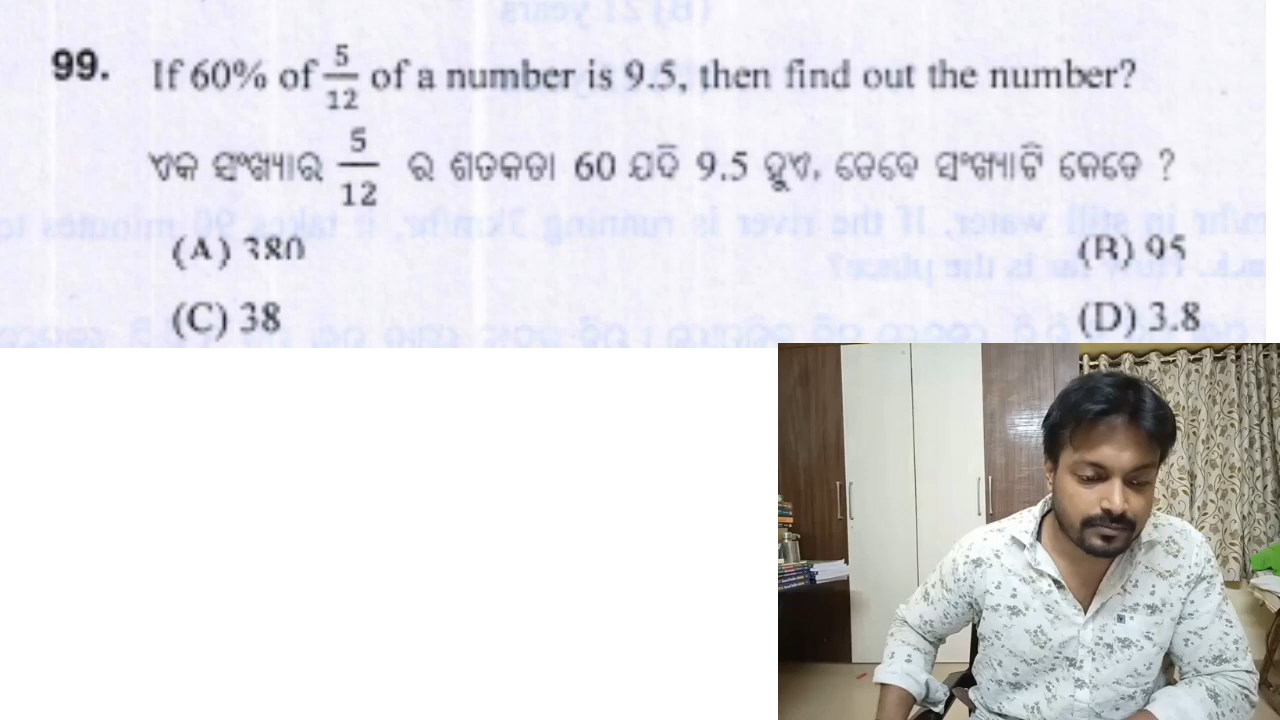 99. If 60% of 5/12 of a number is 9.5, then find out the number?
ଏକ ସଂଖ୍ୟାର 5/12 ର ଶତକଡା 60 ଯଦି 9.5 ହୁଏ, ତେବେ ସଂଖ୍ୟାଟି କେତେ ?
(A) 380 (B) 95
(C) 38 (D) 3.8